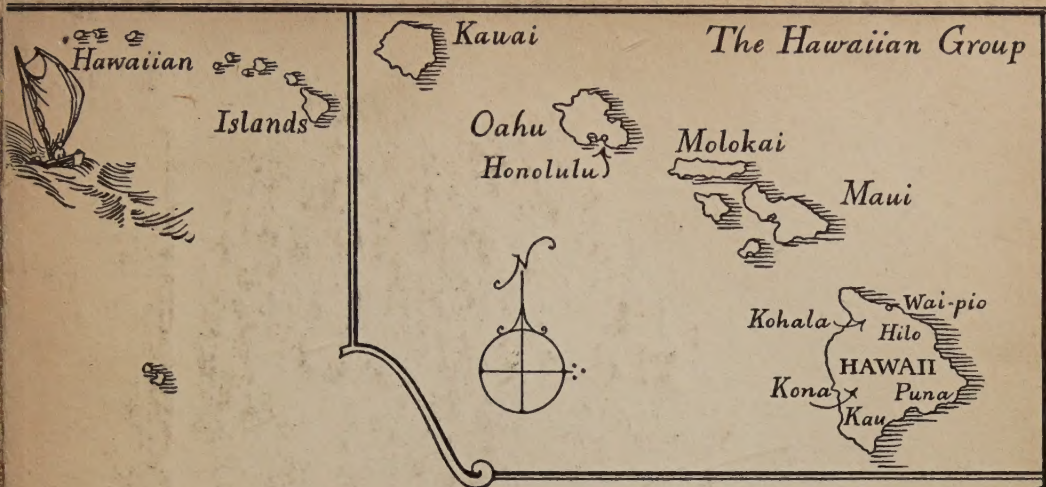 Hawaiian
Islands
The Hawaiian Group
Kauai
Oahu
Honolulu
Molokai
Maui
N
Kohala
Wai-pio
Hilo
HAWAII
Kona
Puna
Kau